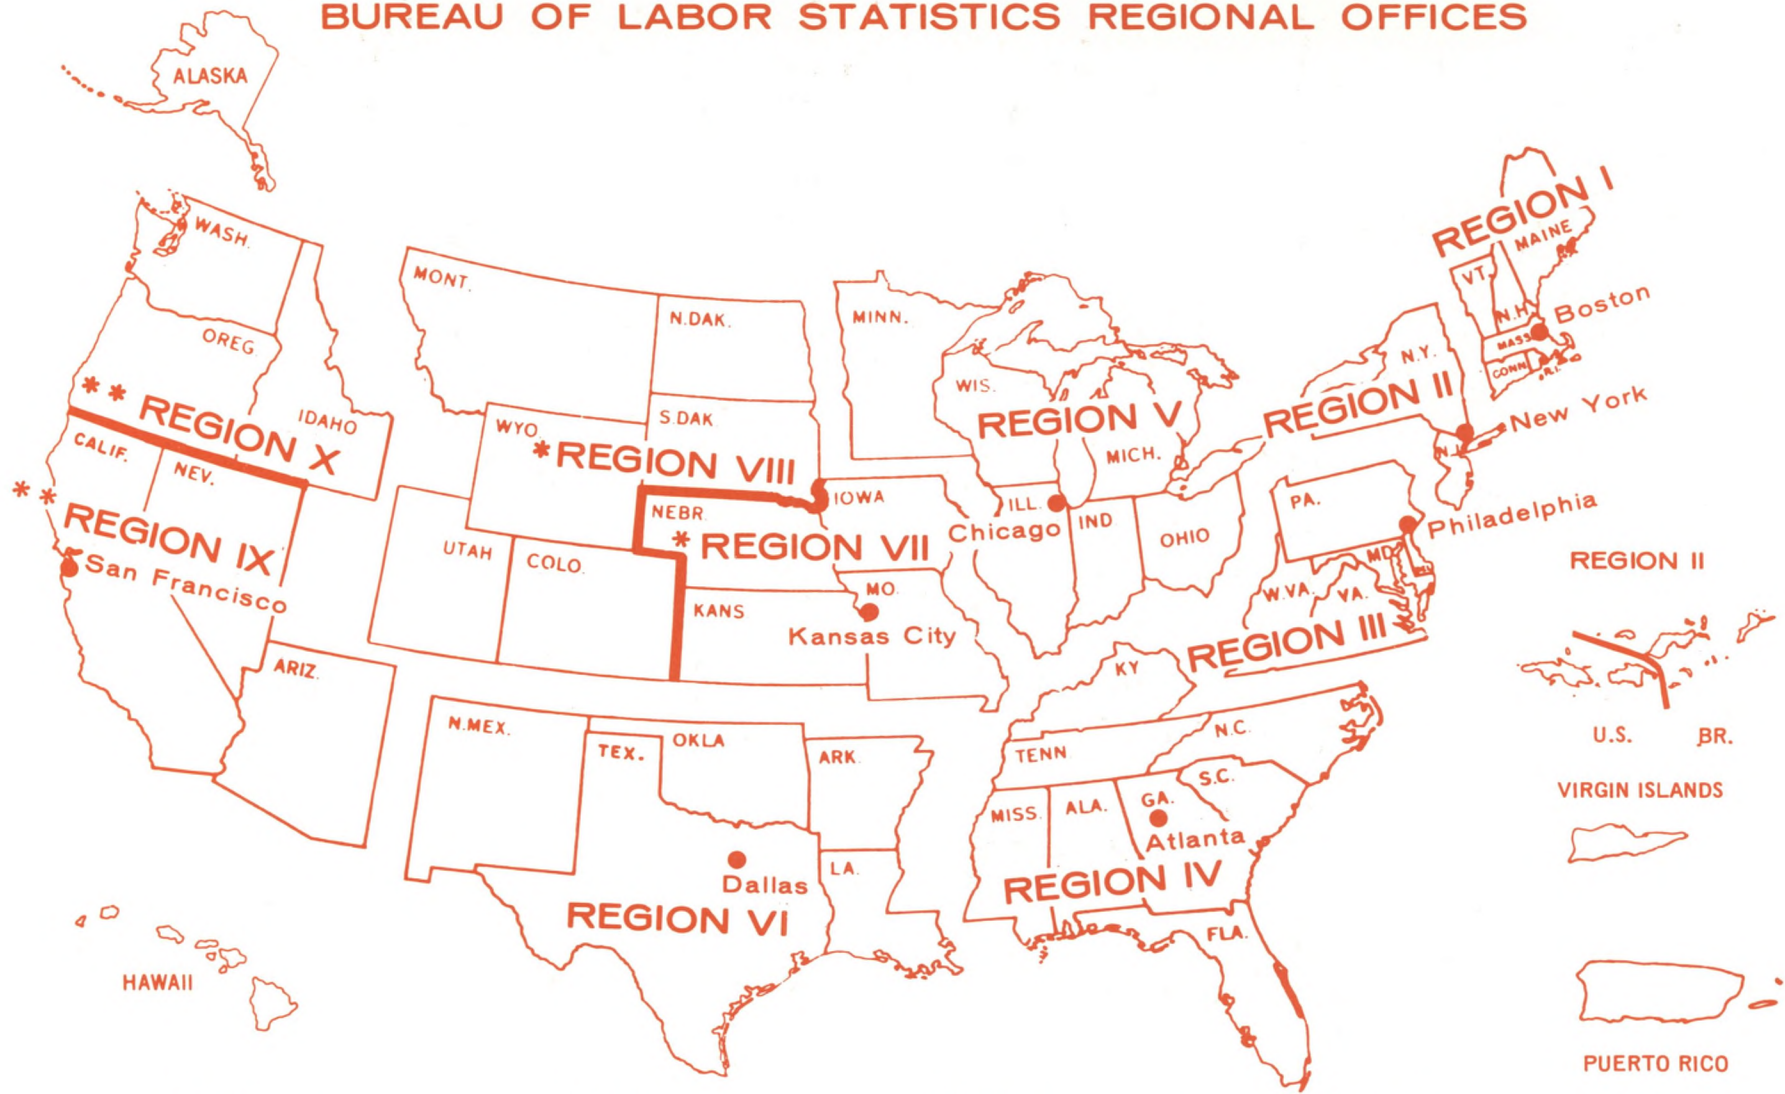 BUREAU OF LABOR STATISTICS REGIONAL OFFICES
ALASKA
REGION I
MAINE
VT.
N.H.
Boston
MASS
CONN
R.I.
WASH.
OREG.
IDAHO
** REGION X
MONT.
N.DAK.
S.DAK.
WYO.
*REGION VIII
UTAH
COLO.
MINN.
WIS.
REGION V
MICH.
ILL.
Chicago
IND.
OHIO
N.Y.
REGION II
New York
N.J.
CALIF.
NEV.
** REGION IX
San Francisco
ARIZ.
NEBR.
IOWA
* REGION VII
KANS
MO.
Kansas City
PA.
Philadelphia
MD
W.VA.
VA.
REGION III
REGION II
U.S.
BR.
VIRGIN ISLANDS
PUERTO RICO
N.MEX.
TEX.
OKLA
ARK.
LA.
Dallas
REGION VI
KY
TENN
N.C.
S.C.
MISS.
ALA.
GA.
Atlanta
REGION IV
FLA.
HAWAII